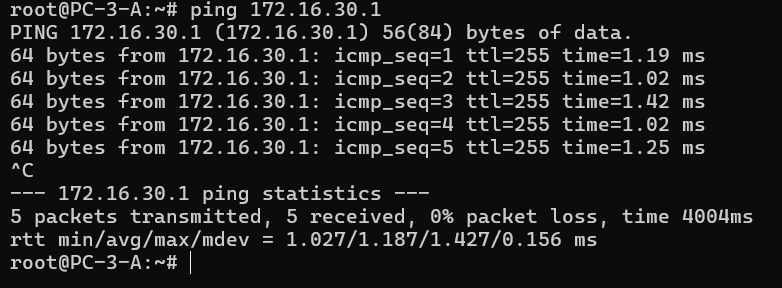 root@PC-3-A:~# ping 172.16.30.1
PING 172.16.30.1 (172.16.30.1) 56(84) bytes of data.
64 bytes from 172.16.30.1: icmp_seq=1 ttl=255 time=1.19 ms
64 bytes from 172.16.30.1: icmp_seq=2 ttl=255 time=1.02 ms
64 bytes from 172.16.30.1: icmp_seq=3 ttl=255 time=1.42 ms
64 bytes from 172.16.30.1: icmp_seq=4 ttl=255 time=1.02 ms
64 bytes from 172.16.30.1: icmp_seq=5 ttl=255 time=1.25 ms
^C
--- 172.16.30.1 ping statistics ---
5 packets transmitted, 5 received, 0% packet loss, time 4004ms
rtt min/avg/max/mdev = 1.027/1.187/1.427/0.156 ms
root@PC-3-A:~#